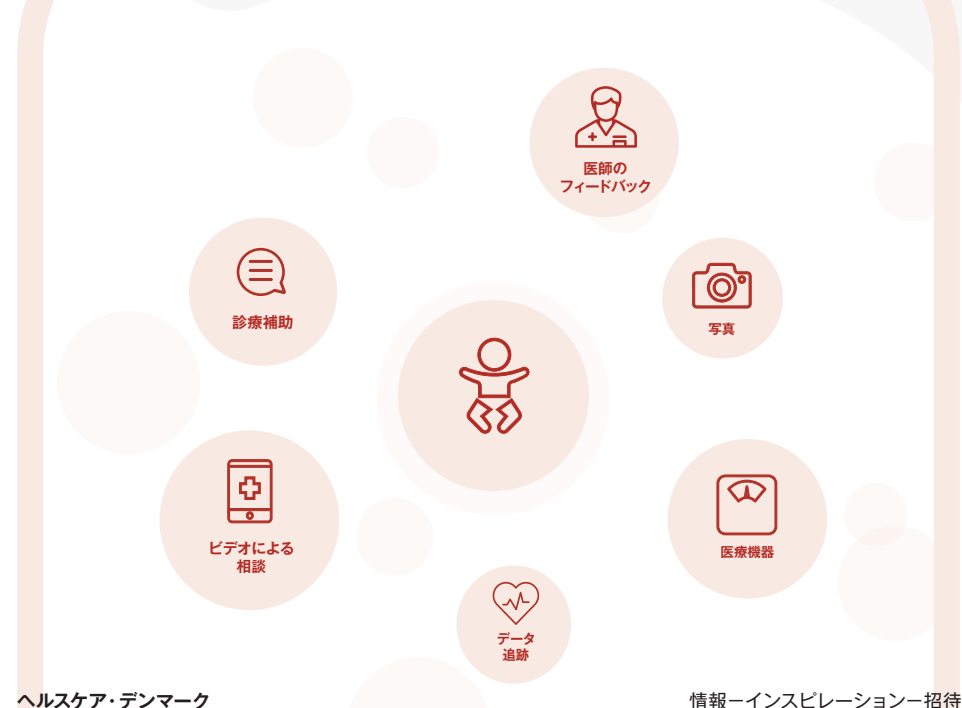 医師の
フィードバック
診療補助
写真
ビデオによる
相談
医療機器
データ
追跡
ヘルスケア・デンマーク
情報－インスピレーション－招待